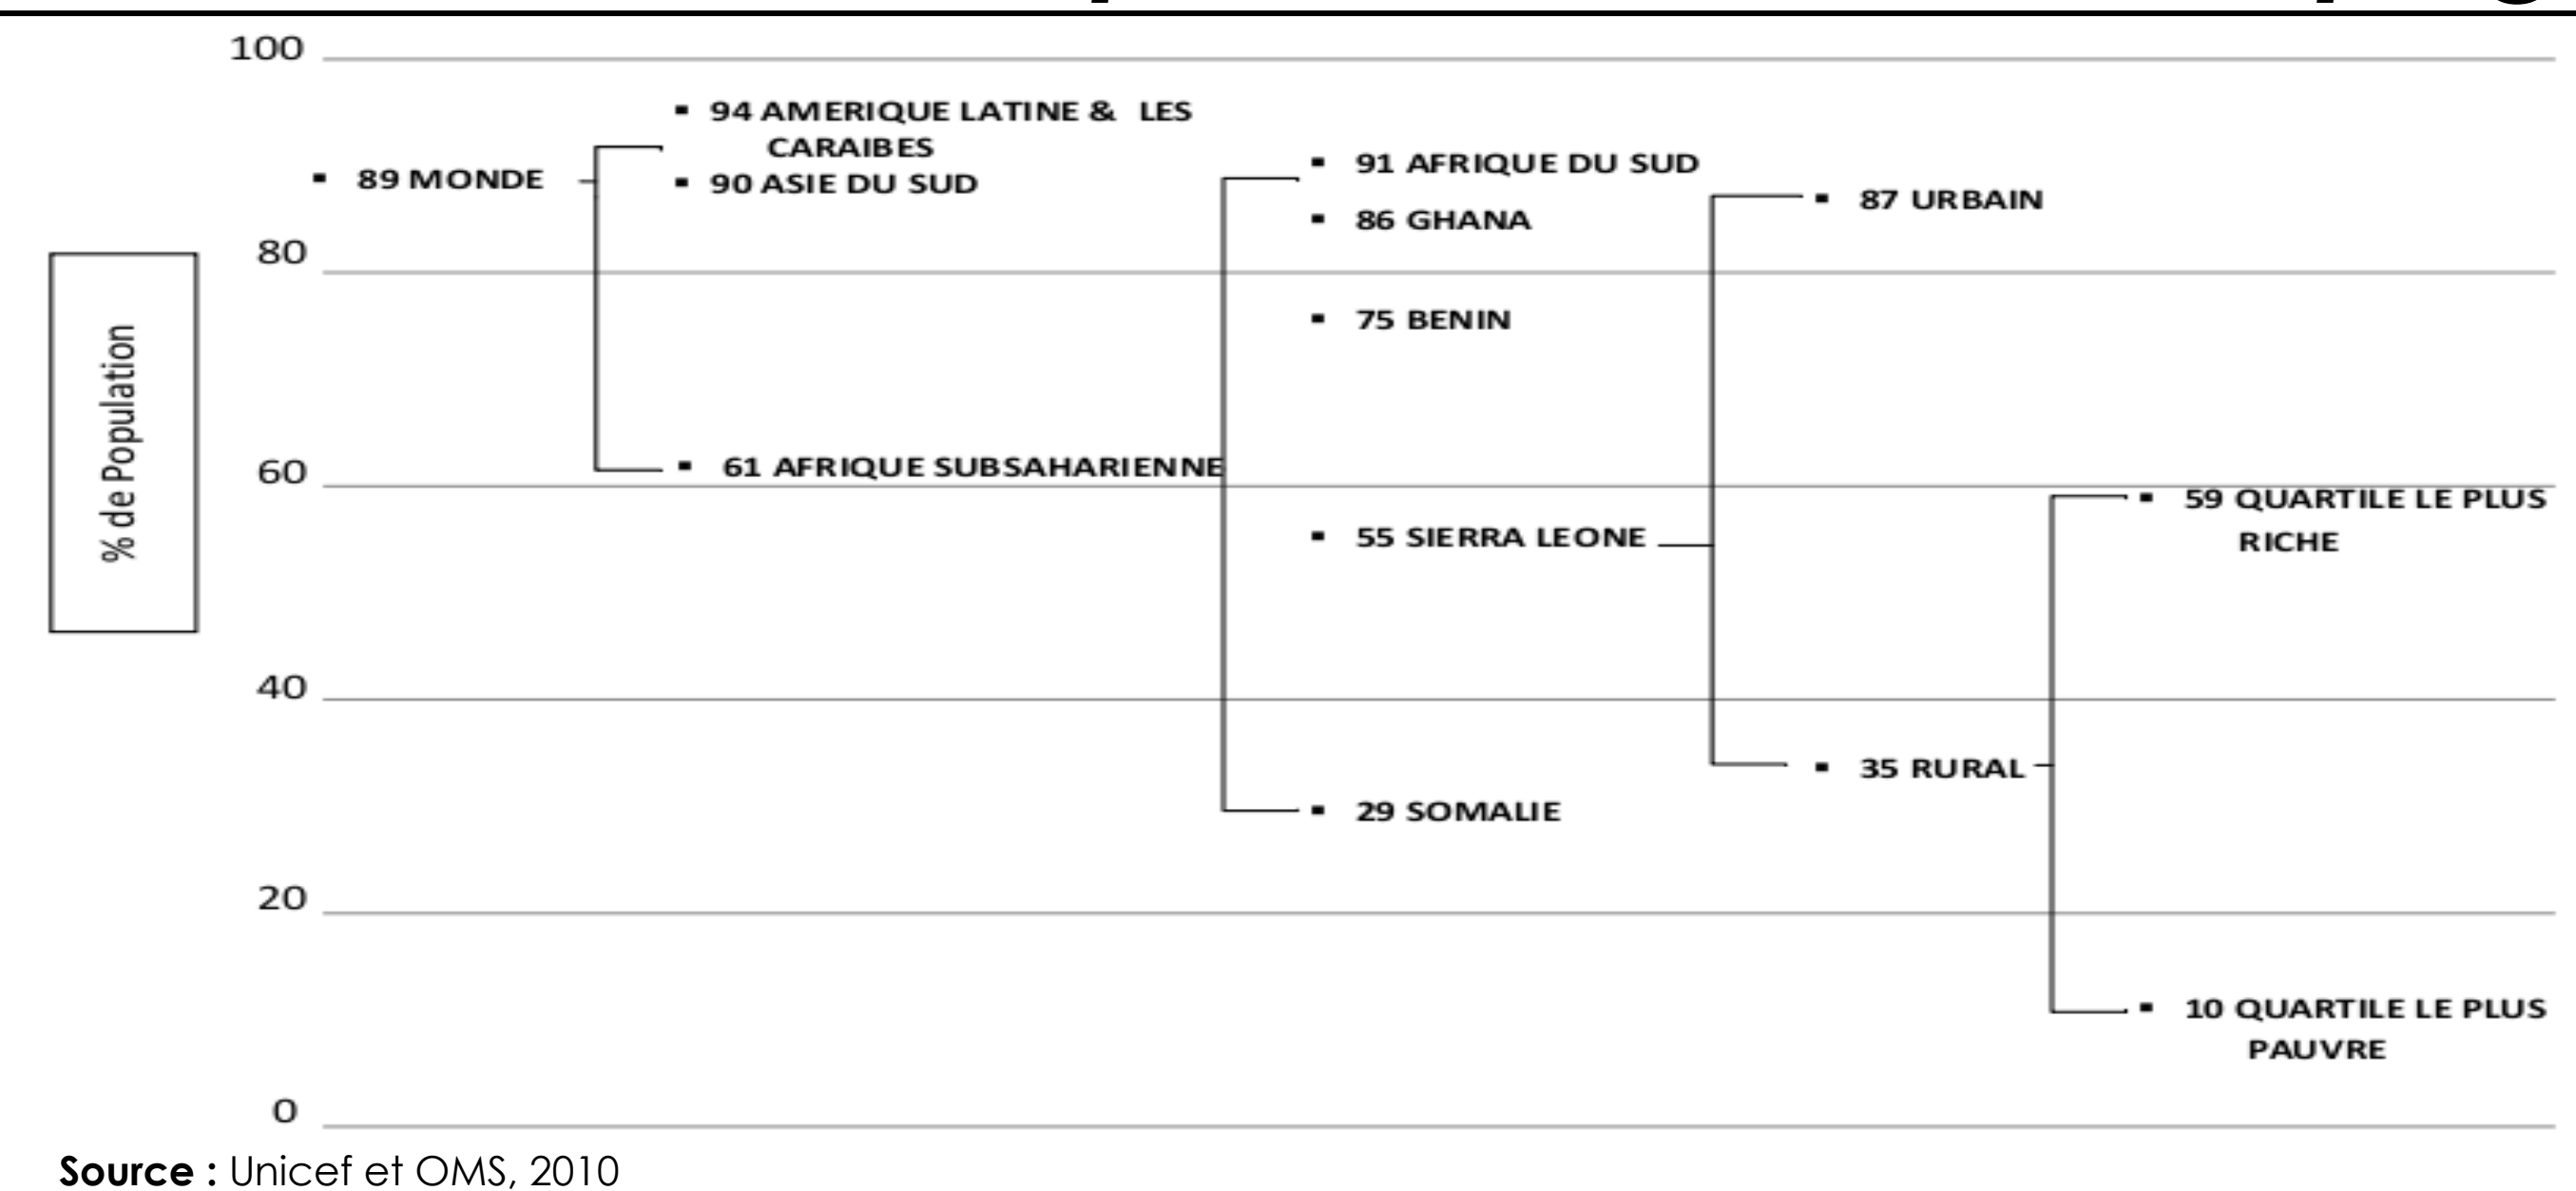 100
94 AMERIQUE LATINE & LES
CARAIBES
89 MONDE
90 ASIE DU SUD
91 AFRIQUE DU SUD
87 URBAIN
86 GHANA
80
75 BENIN
% de Population
61 AFRIQUE SUBSAHARIENNE
60
59 QUARTILE LE PLUS
RICHE
55 SIERRA LEONE
40
35 RURAL
29 SOMALIE
20
10 QUARTILE LE PLUS
PAUVRE
0
Source : Unicef et OMS, 2010